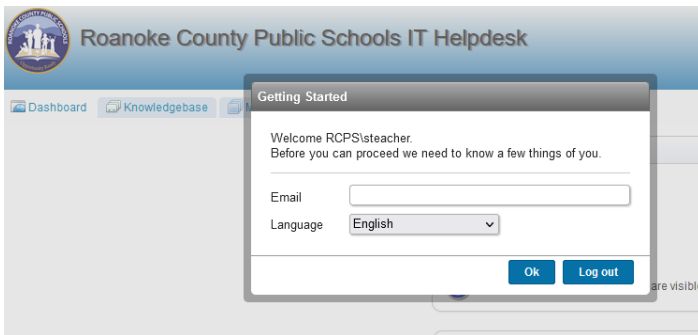 Roanoke County Public Schools IT Helpdesk
Dashboard Knowledgebase
Getting Started
Welcome RCPS\steacher.
Before you can proceed we need to know a few things of you.
Email
Language English
Ok Log out
are visibl